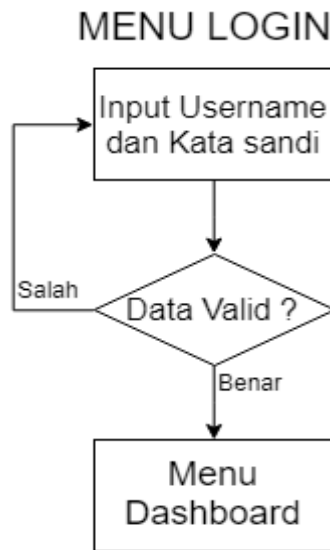 MENU LOGIN
Input Username
dan Kata sandi
Salah
Data Valid ?
Benar
Menu
Dashboard